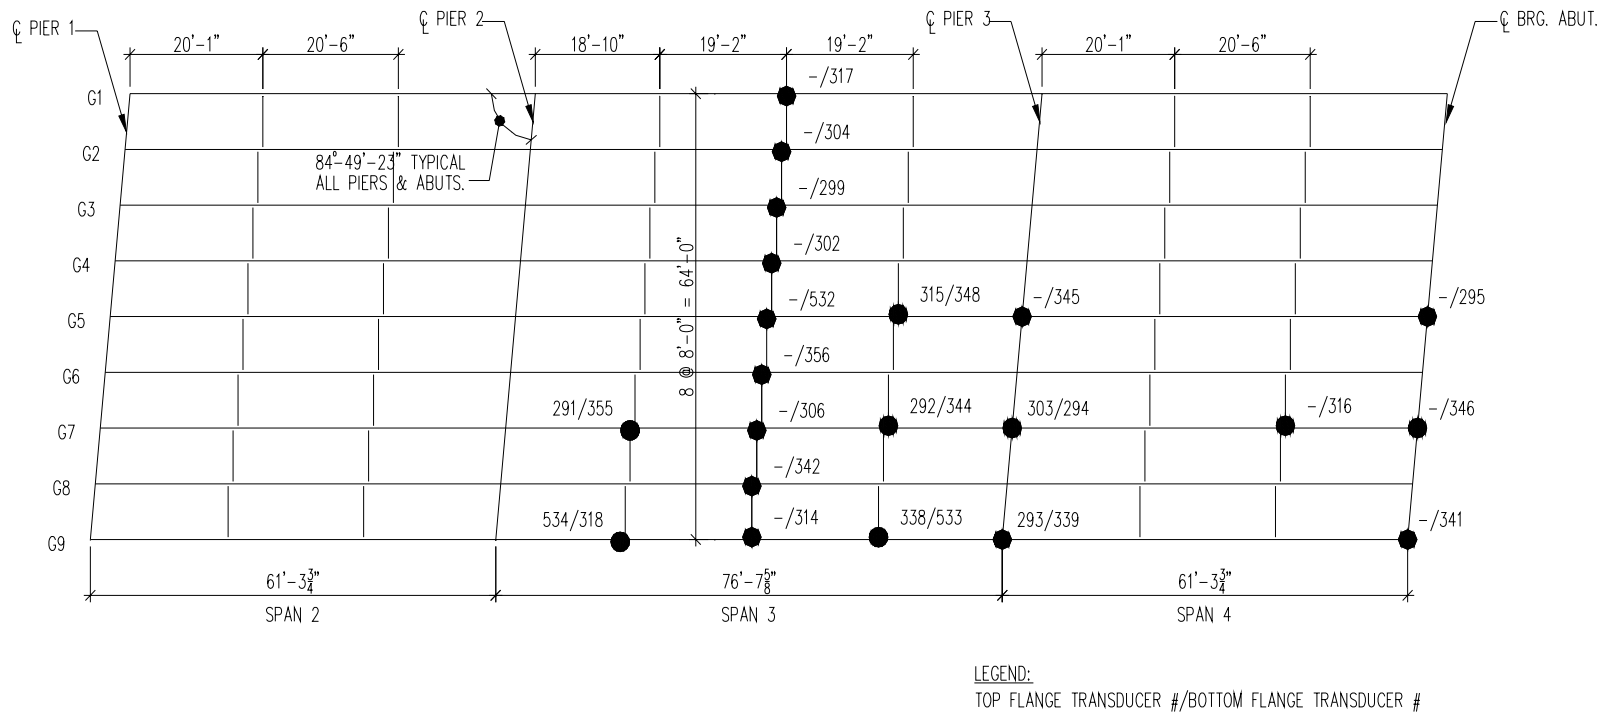 ℄ PIER 1
℄ PIER 2
℄ PIER 3
℄ BRG. ABUT.
20'-1"
20'-6"
18'-10"
19'-2"
19'-2"
20'-1"
20'-6"
-/317
G1
-/304
G2
84°-49'-23" TYPICAL
ALL PIERS & ABUTS.
-/299
G3
-/302
G4
8 @ 8'-0" = 64'-0"
-/532
315/348
-/345
-/295
G5
-/356
G6
291/355
-/306
292/344
303/294
-/316
-/346
G7
-/342
G8
534/318
-/314
338/533
293/339
-/341
G9
61'-3¾"
76'-7⅝"
61'-3¾"
SPAN 2
SPAN 3
SPAN 4
LEGEND:
TOP FLANGE TRANSDUCER #/BOTTOM FLANGE TRANSDUCER #